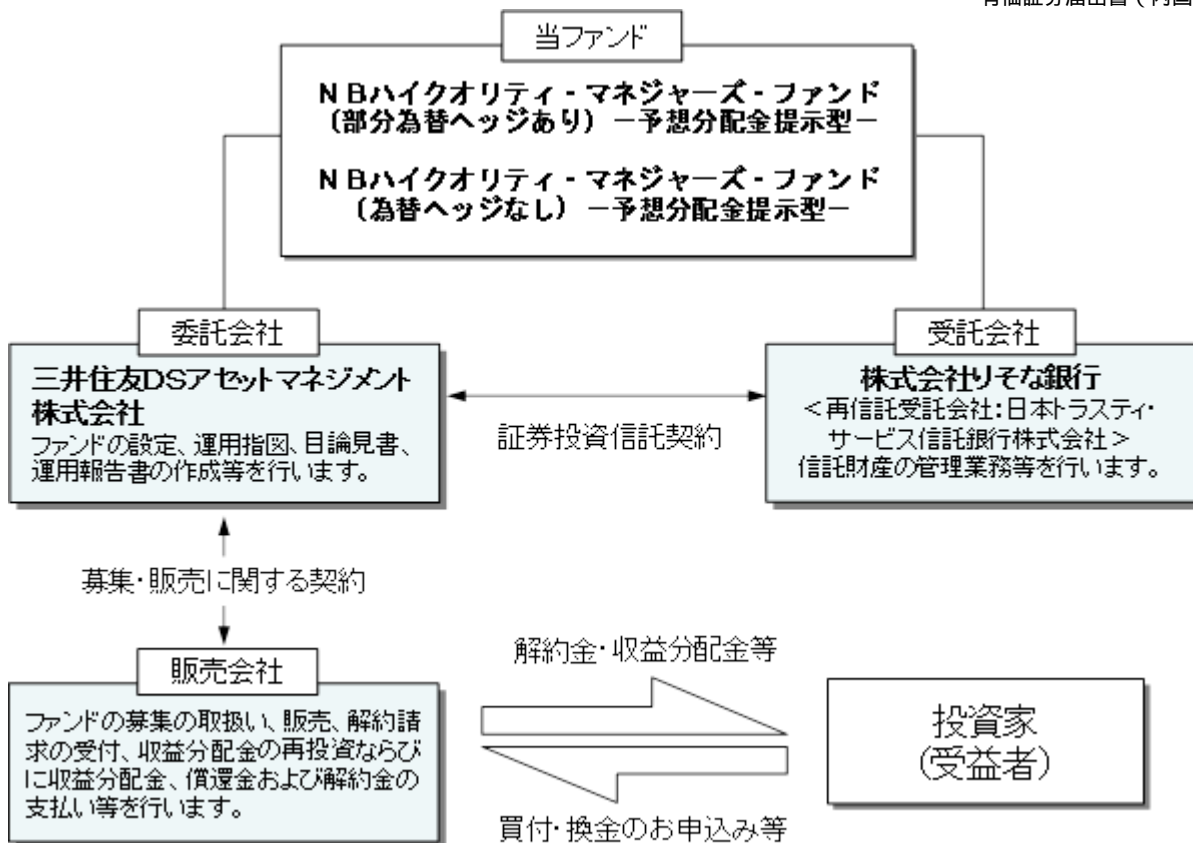 当ファンド
NBハイクオリティ・マネジャーズ・ファンド
(部分為替ヘッジあり) －予想分配金提示型－
NBハイクオリティ・マネジャーズ・ファンド
(為替ヘッジなし) －予想分配金提示型－
委託会社
三井住友DSアセットマネジメント
株式会社
ファンドの設定、運用指図、目論見書、
運用報告書の作成等を行います。
証券投資信託契約
受託会社
株式会社りそな銀行
＜再信託受託会社：日本トラスティ・
サービス信託銀行株式会社＞
信託財産の管理業務等を行います。
募集・販売に関する契約
販売会社
ファンドの募集の取扱い、販売、解約請
求の受付、収益分配金の再投資ならび
に収益分配金、償還金および解約金の
支払い等を行います。
解約金・収益分配金等
買付・換金のお申込み等
投資家
(受益者)